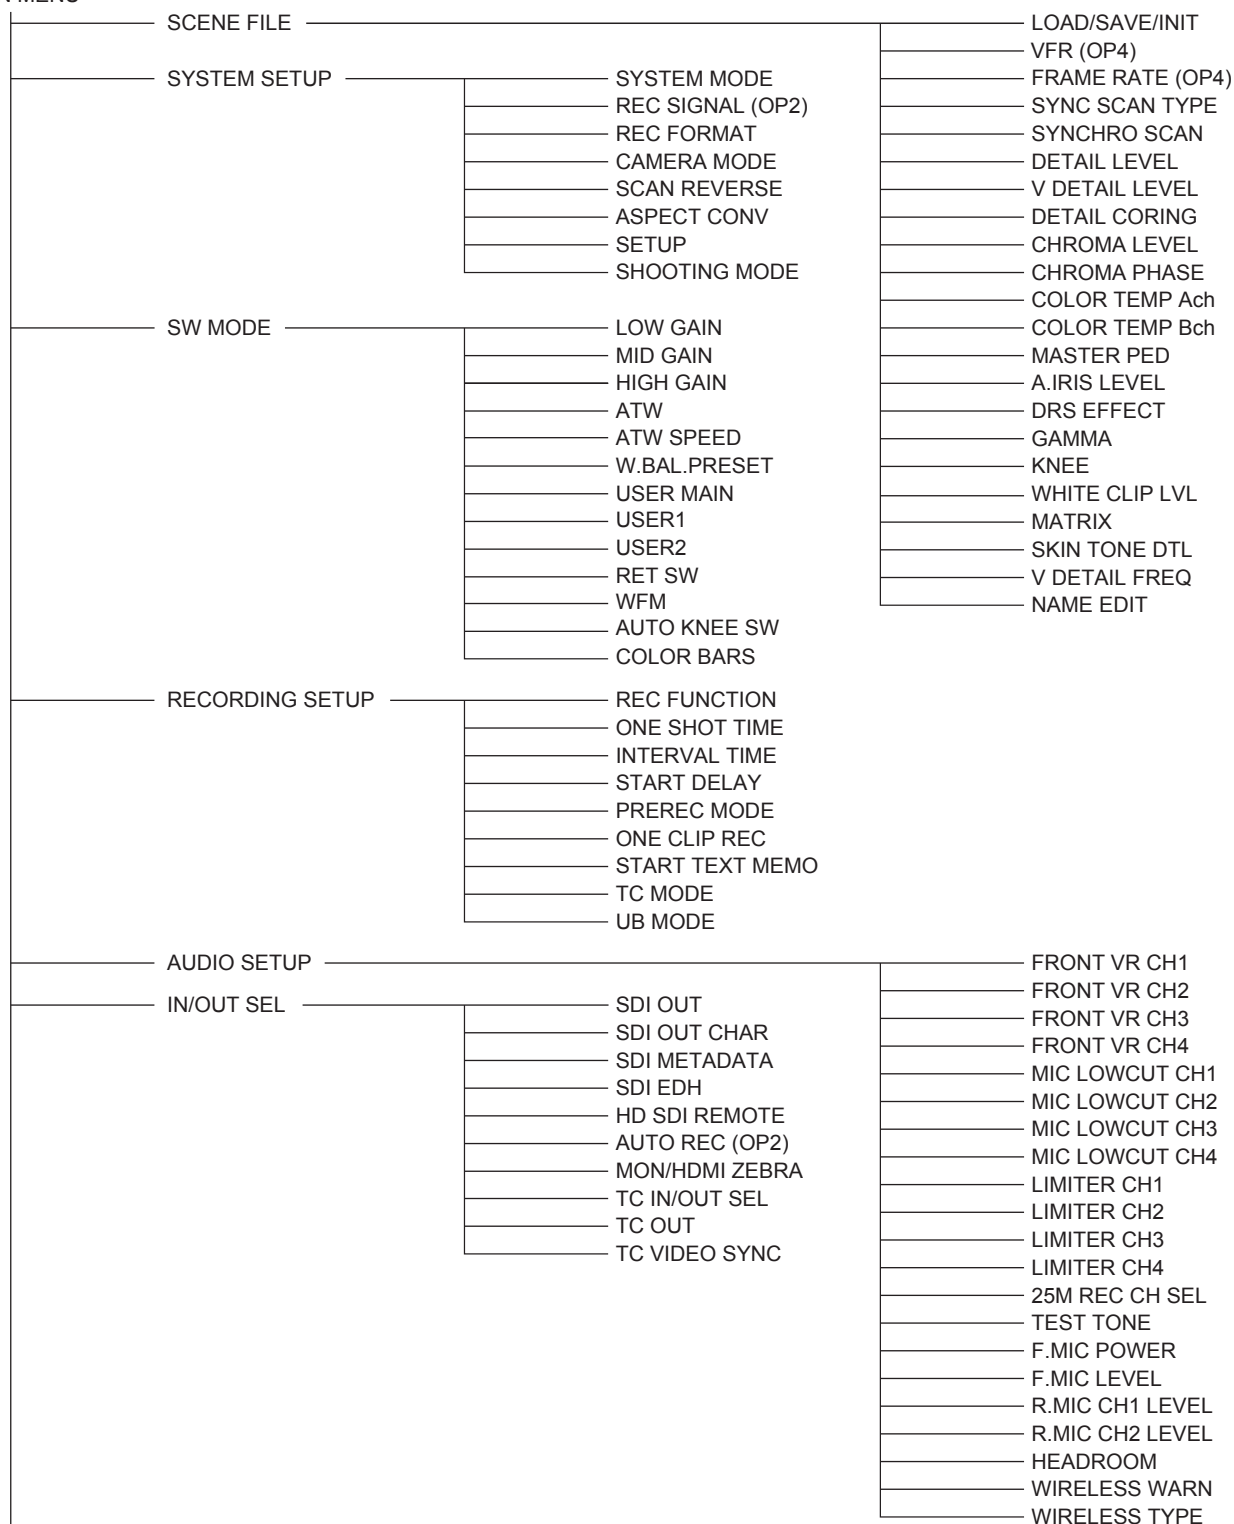 MENU
SCENE FILE
LOAD/SAVE/INIT
VFR (OP4)
FRAME RATE (OP4)
SYNC SCAN TYPE
SYNCHRO SCAN
DETAIL LEVEL
V DETAIL LEVEL
DETAIL CORING
CHROMA LEVEL
CHROMA PHASE
COLOR TEMP Ach
COLOR TEMP Bch
MASTER PED
A.IRIS LEVEL
DRS EFFECT
GAMMA
KNEE
WHITE CLIP LVL
MATRIX
SKIN TONE DTL
V DETAIL FREQ
NAME EDIT
SYSTEM SETUP
SYSTEM MODE
REC SIGNAL (OP2)
REC FORMAT
CAMERA MODE
SCAN REVERSE
ASPECT CONV
SETUP
SHOOTING MODE
SW MODE
LOW GAIN
MID GAIN
HIGH GAIN
ATW
ATW SPEED
W.BAL.PRESET
USER MAIN
USER1
USER2
RET SW
WFM
AUTO KNEE SW
COLOR BARS
RECORDING SETUP
REC FUNCTION
ONE SHOT TIME
INTERVAL TIME
START DELAY
PREREC MODE
ONE CLIP REC
START TEXT MEMO
TC MODE
UB MODE
AUDIO SETUP
FRONT VR CH1
FRONT VR CH2
FRONT VR CH3
FRONT VR CH4
MIC LOWCUT CH1
MIC LOWCUT CH2
MIC LOWCUT CH3
MIC LOWCUT CH4
LIMITER CH1
LIMITER CH2
LIMITER CH3
LIMITER CH4
25M REC CH SEL
TEST TONE
F.MIC POWER
F.MIC LEVEL
R.MIC CH1 LEVEL
R.MIC CH2 LEVEL
HEADROOM
WIRELESS WARN
WIRELESS TYPE
IN/OUT SEL
SDI OUT
SDI OUT CHAR
SDI METADATA
SDI EDH
HD SDI REMOTE
AUTO REC (OP2)
MON/HDMI ZEBRA
TC IN/OUT SEL
TC OUT
TC VIDEO SYNC